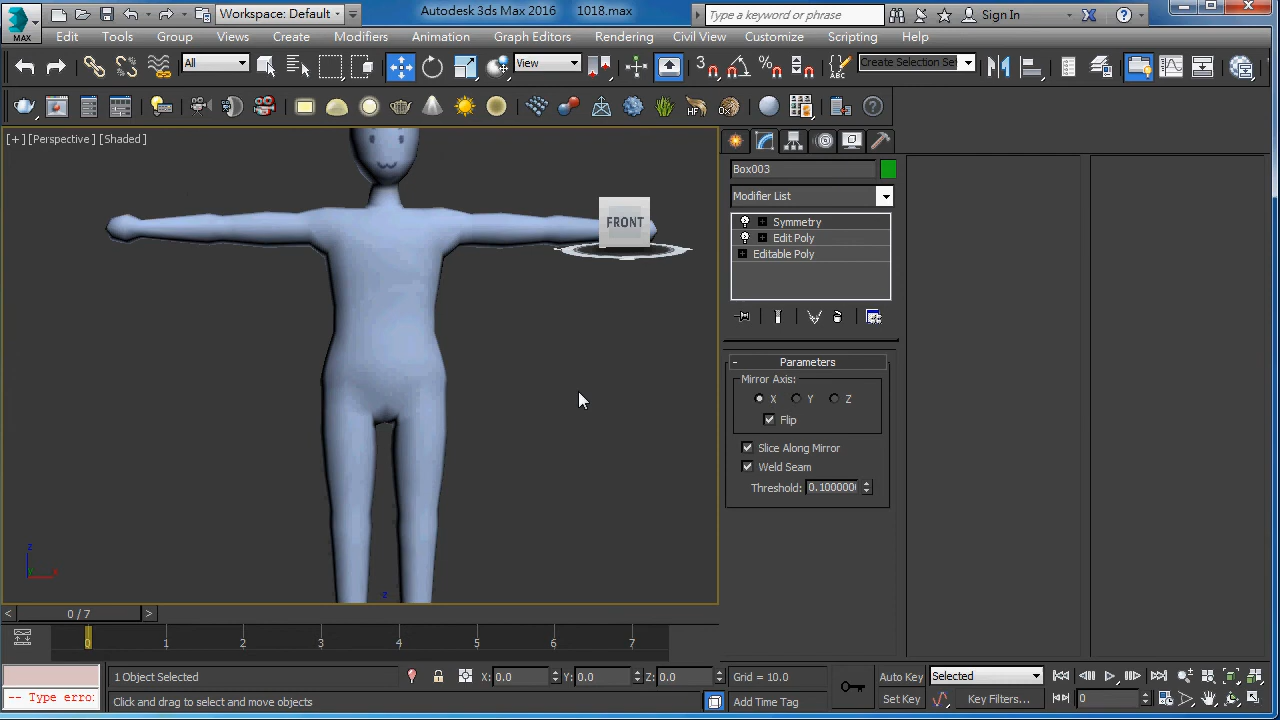 Workspace: Default
Autodesk 3ds Max 2016
1018.max
Type a keyword or phrase
Sign In
MAX
Edit
Tools
Group
Views
Create
Modifiers
Animation
Graph Editors
Rendering
Civil View
Customize
Scripting
Help
All
View
3
ABC
Create Selection Se
HF
OX
[+] [Perspective] [Shaded]
FRONT
Box003
Modifier List
Symmetry
Edit Poly
Editable Poly
- Parameters
Mirror Axis:
X Y Z
Flip
Slice Along Mirror
Weld Seam
Threshold: 0.100000
z
x
z
< 0 / 7 >
0 1 2 3 4 5 6 7
1 Object Selected
X: 0.0 Y: 0.0 Z: 0.0
Grid = 10.0
Auto Key
Selected
-- Type erro:
Click and drag to select and move objects
Add Time Tag
Set Key
Key Filters...
0